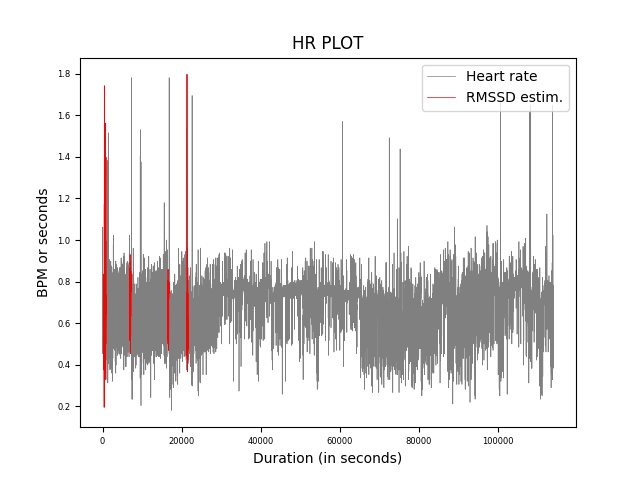 HR PLOT
Heart rate
RMSSD estim.
1.8
1.6
1.4
1.2
1.0
0.8
0.6
0.4
0.2
BPM or seconds
0 20000 40000 60000 80000 100000
Duration (in seconds)